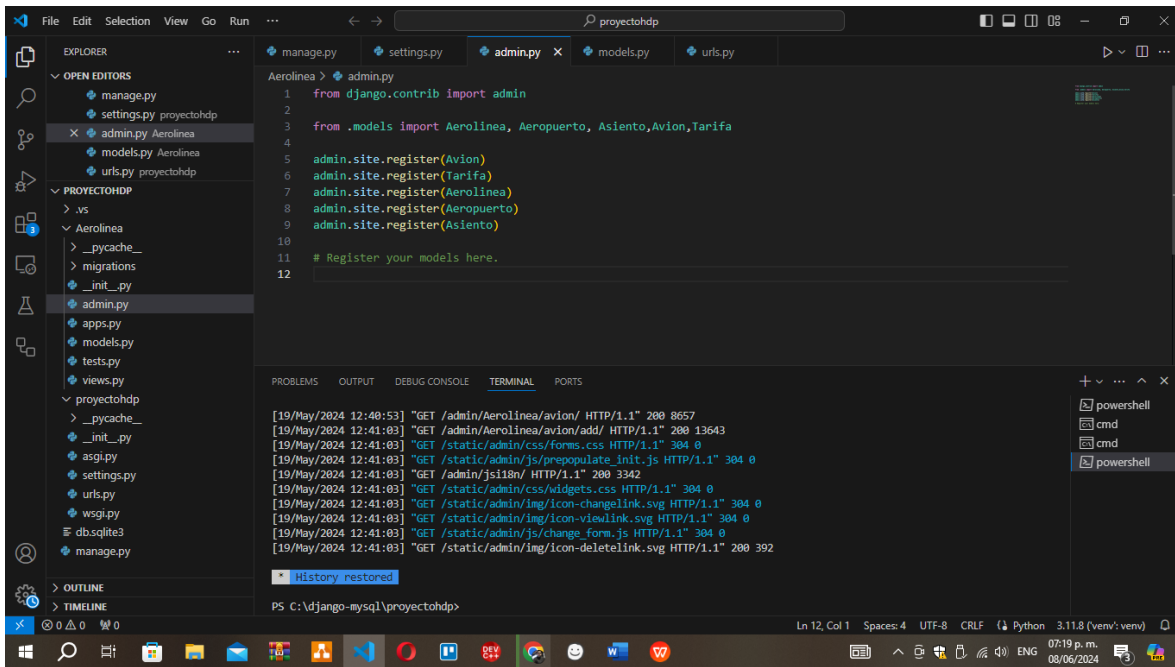 File Edit Selection View Go Run ··· proyectohdp
EXPLORER ···
OPEN EDITORS
manage.py
settings.py proyectohdp
admin.py Aerolinea
models.py Aerolinea
urls.py proyectohdp
PROYECTOHDP
.vs
Aerolinea
__pycache__
migrations
__init__.py
admin.py
apps.py
models.py
tests.py
views.py
proyectohdp
__pycache__
__init__.py
asgi.py
settings.py
urls.py
wsgi.py
db.sqlite3
manage.py
OUTLINE
TIMELINE
3
manage.py settings.py admin.py models.py urls.py
Aerolinea > admin.py
1 from django.contrib import admin
2
3 from .models import Aerolinea, Aeropuerto, Asiento,Avion,Tarifa
4
5 admin.site.register(Avion)
6 admin.site.register(Tarifa)
7 admin.site.register(Aerolinea)
8 admin.site.register(Aeropuerto)
9 admin.site.register(Asiento)
10
11 # Register your models here.
12
PROBLEMS OUTPUT DEBUG CONSOLE TERMINAL PORTS
[19/May/2024 12:40:53] "GET /admin/Aerolinea/avion/ HTTP/1.1" 200 8657
[19/May/2024 12:41:03] "GET /admin/Aerolinea/avion/add/ HTTP/1.1" 200 13643
[19/May/2024 12:41:03] "GET /static/admin/css/forms.css HTTP/1.1" 304 0
[19/May/2024 12:41:03] "GET /static/admin/js/prepopulate_init.js HTTP/1.1" 304 0
[19/May/2024 12:41:03] "GET /admin/jsi18n/ HTTP/1.1" 200 3342
[19/May/2024 12:41:03] "GET /static/admin/css/widgets.css HTTP/1.1" 304 0
[19/May/2024 12:41:03] "GET /static/admin/img/icon-changelink.svg HTTP/1.1" 304 0
[19/May/2024 12:41:03] "GET /static/admin/img/icon-viewlink.svg HTTP/1.1" 304 0
[19/May/2024 12:41:03] "GET /static/admin/js/change_form.js HTTP/1.1" 304 0
[19/May/2024 12:41:03] "GET /static/admin/img/icon-deletelink.svg HTTP/1.1" 200 392
* History restored
PS C:\django-mysql\proyectohdp>
powershell
cmd
cmd
powershell
0 0 0 Ln 12, Col 1 Spaces: 4 UTF-8 CRLF Python 3.11.8 ('venv': venv)
DEV C++ W ENG 07:19 p. m.
08/06/2024 3